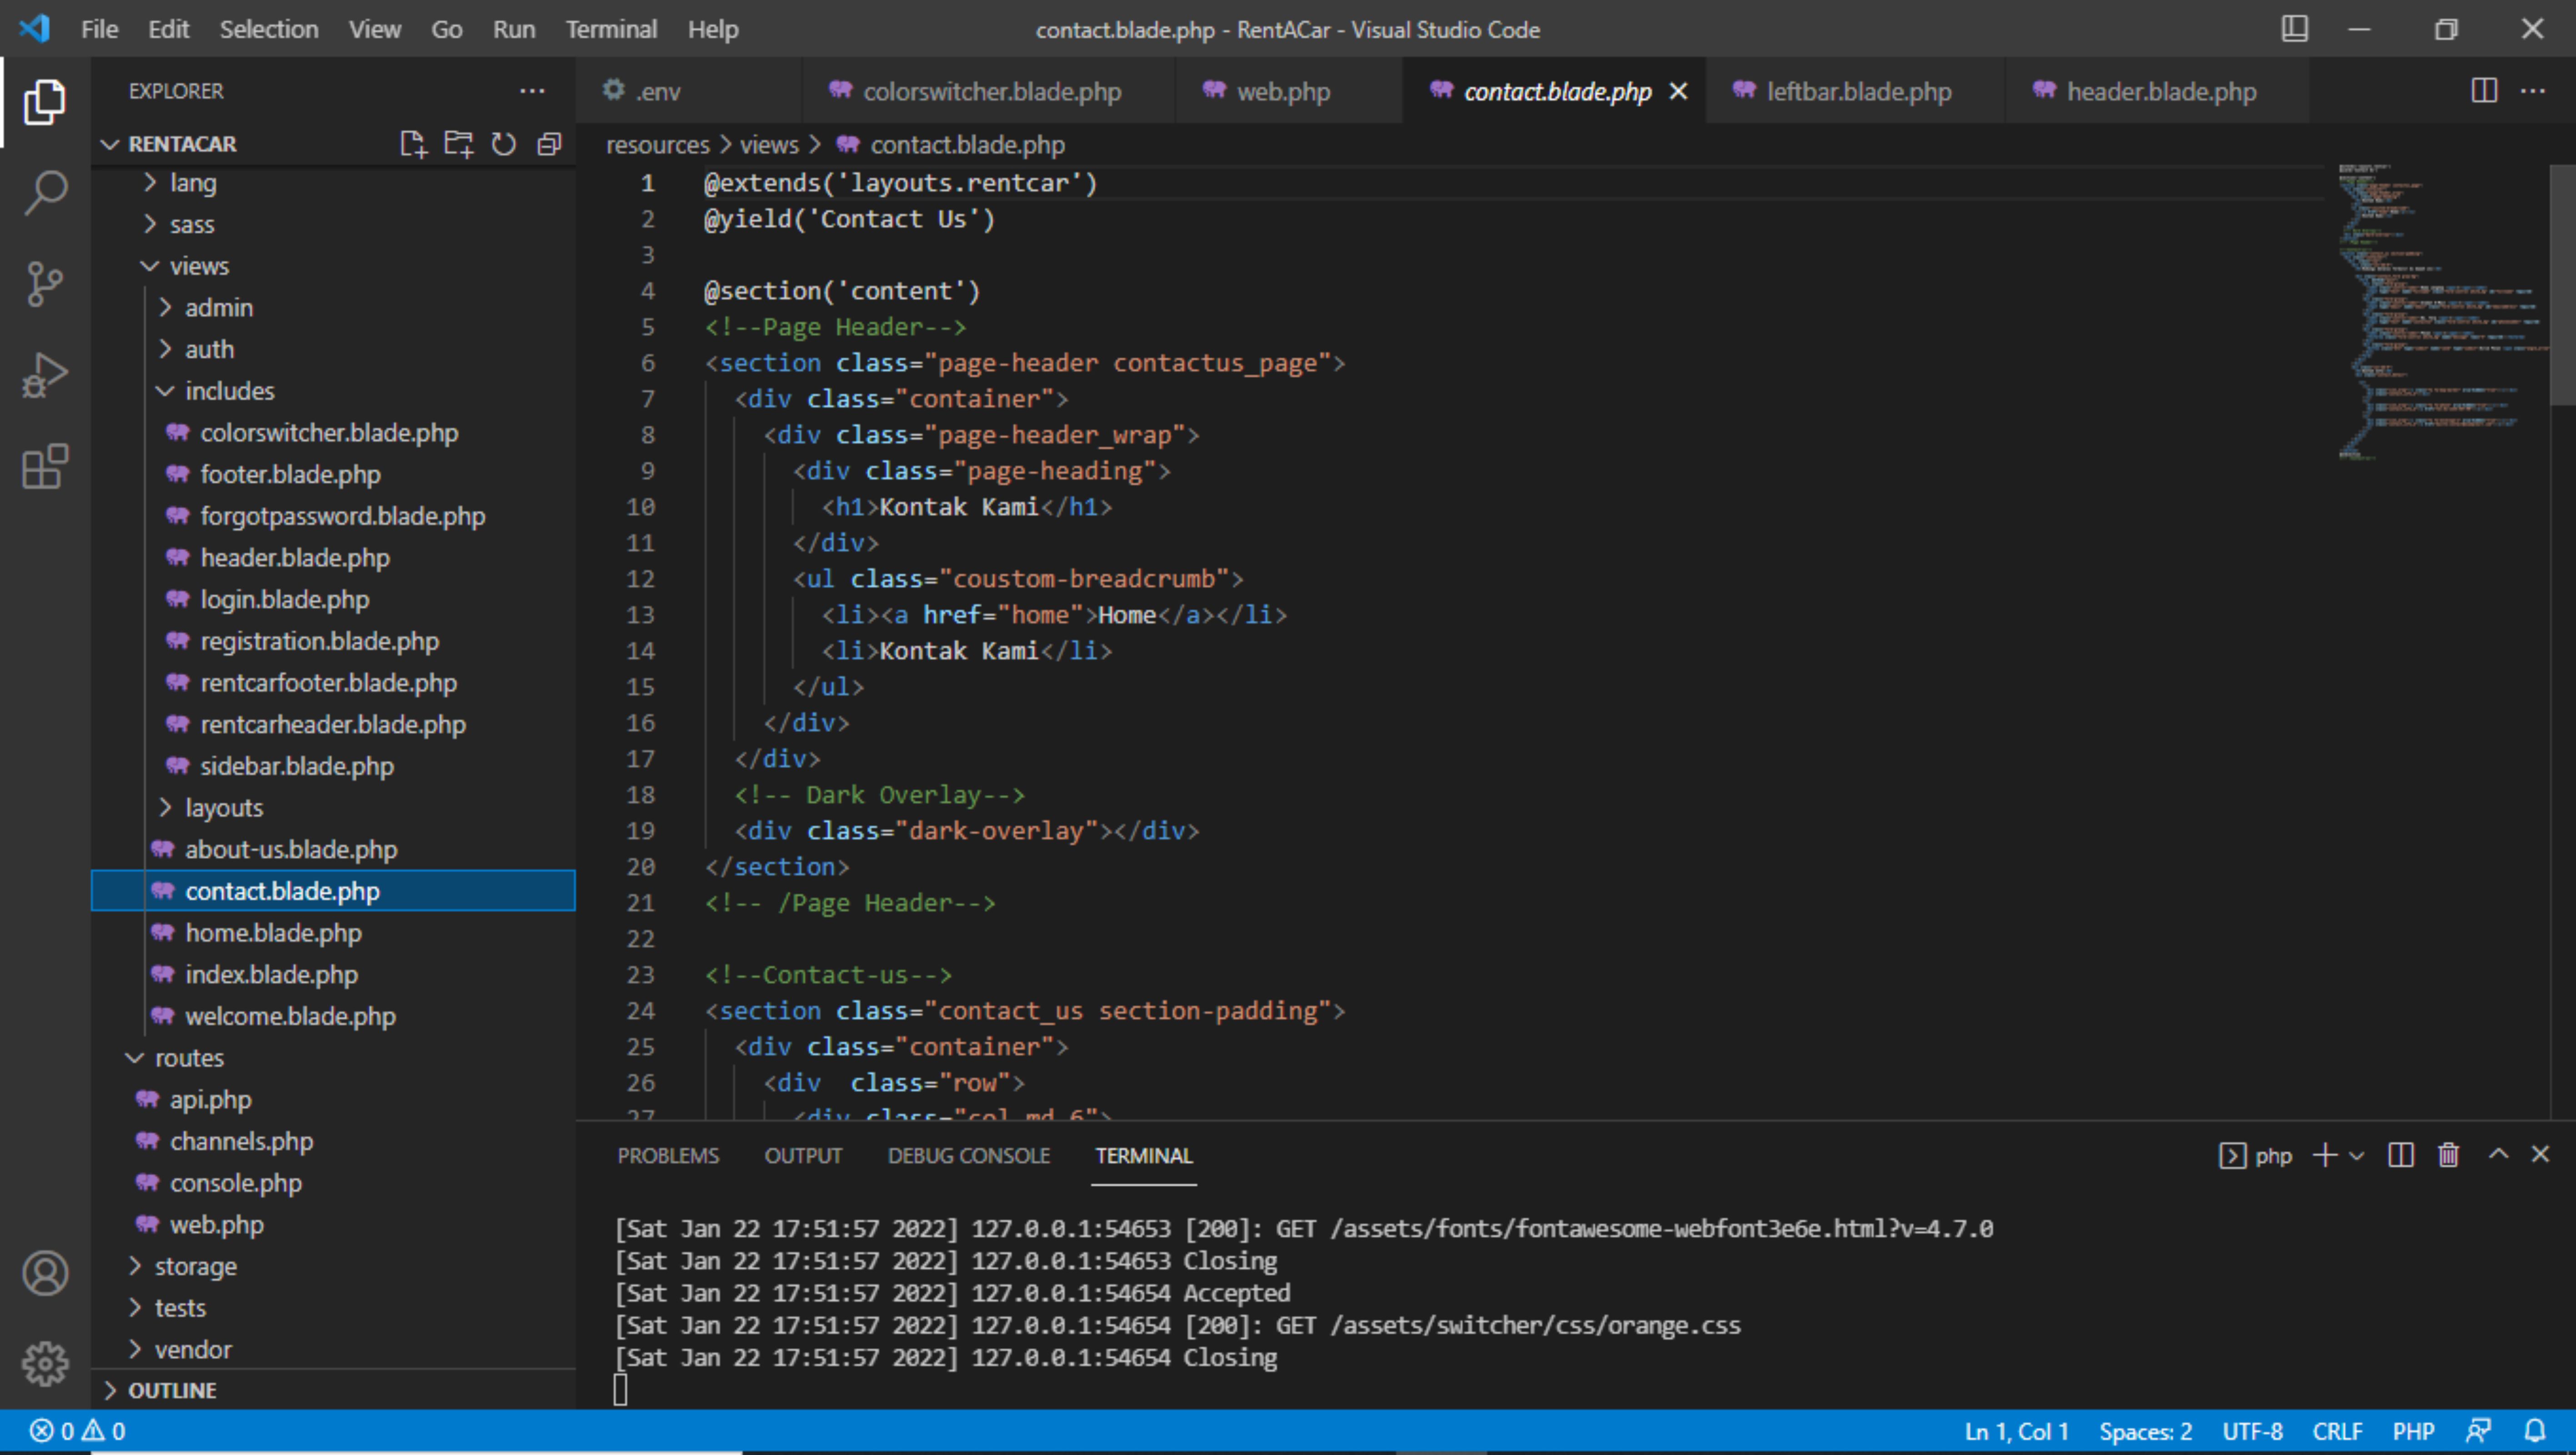 File Edit Selection View Go Run Terminal Help
contact.blade.php - RentACar - Visual Studio Code
EXPLORER
RENTACAR
lang
sass
views
admin
auth
includes
colorswitcher.blade.php
footer.blade.php
forgotpassword.blade.php
header.blade.php
login.blade.php
registration.blade.php
rentcarfooter.blade.php
rentcarheader.blade.php
sidebar.blade.php
layouts
about-us.blade.php
contact.blade.php
home.blade.php
index.blade.php
welcome.blade.php
routes
api.php
channels.php
console.php
web.php
storage
tests
vendor
OUTLINE
.env colorswitcher.blade.php web.php contact.blade.php leftbar.blade.php header.blade.php
resources > views > contact.blade.php
1 @extends('layouts.rentcar')
2 @yield('Contact Us')
3
4 @section('content')
5 <!--Page Header-->
6 <section class="page-header contactus_page">
7 <div class="container">
8 <div class="page-header_wrap">
9 <div class="page-heading">
10 <h1>Kontak Kami</h1>
11 </div>
12 <ul class="coustom-breadcrumb">
13 <li><a href="home">Home</a></li>
14 <li>Kontak Kami</li>
15 </ul>
16 </div>
17 </div>
18 <!-- Dark Overlay-->
19 <div class="dark-overlay"></div>
20 </section>
21 <!-- /Page Header-->
22
23 <!--Contact-us-->
24 <section class="contact_us section-padding">
25 <div class="container">
26 <div  class="row">
27 <div class="col-md-6">
PROBLEMS OUTPUT DEBUG CONSOLE TERMINAL
php
[Sat Jan 22 17:51:57 2022] 127.0.0.1:54653 [200]: GET /assets/fonts/fontawesome-webfont3e6e.html?v=4.7.0
[Sat Jan 22 17:51:57 2022] 127.0.0.1:54653 Closing
[Sat Jan 22 17:51:57 2022] 127.0.0.1:54654 Accepted
[Sat Jan 22 17:51:57 2022] 127.0.0.1:54654 [200]: GET /assets/switcher/css/orange.css
[Sat Jan 22 17:51:57 2022] 127.0.0.1:54654 Closing
0 0
Ln 1, Col 1 Spaces: 2 UTF-8 CRLF PHP